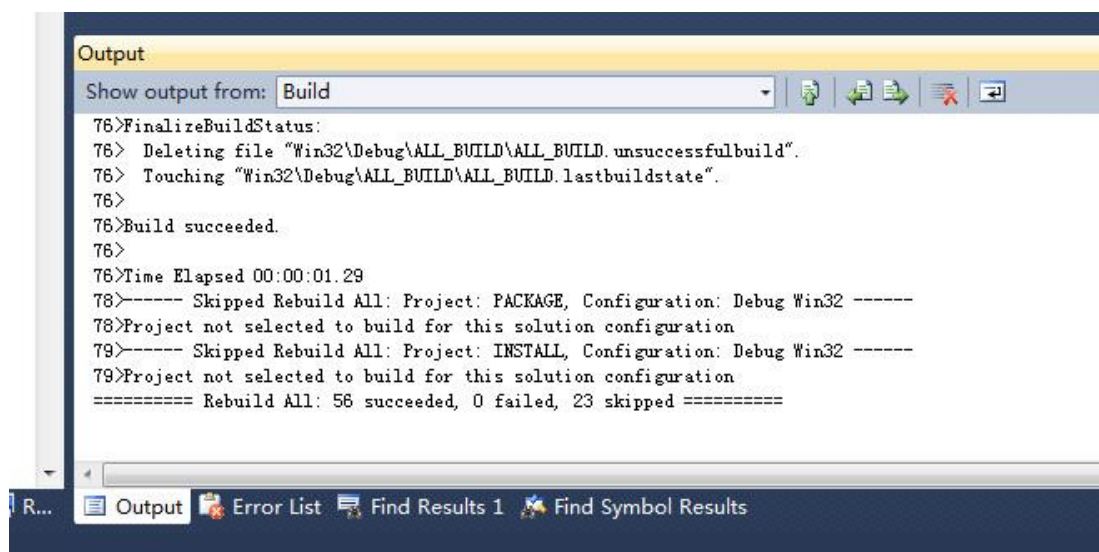 Output
Show output from: Build
76>FinalizeBuildStatus:
76>  Deleting file "Win32\Debug\ALL_BUILD\ALL_BUILD.unsuccessfulbuild".
76>  Touching "Win32\Debug\ALL_BUILD\ALL_BUILD.lastbuildstate".
76>
76>Build succeeded.
76>
76>Time Elapsed 00:00:01.29
78>------ Skipped Rebuild All: Project: PACKAGE, Configuration: Debug Win32 ------
78>Project not selected to build for this solution configuration
79>------ Skipped Rebuild All: Project: INSTALL, Configuration: Debug Win32 ------
79>Project not selected to build for this solution configuration
========== Rebuild All: 56 succeeded, 0 failed, 23 skipped ==========
R... Output Error List Find Results 1 Find Symbol Results